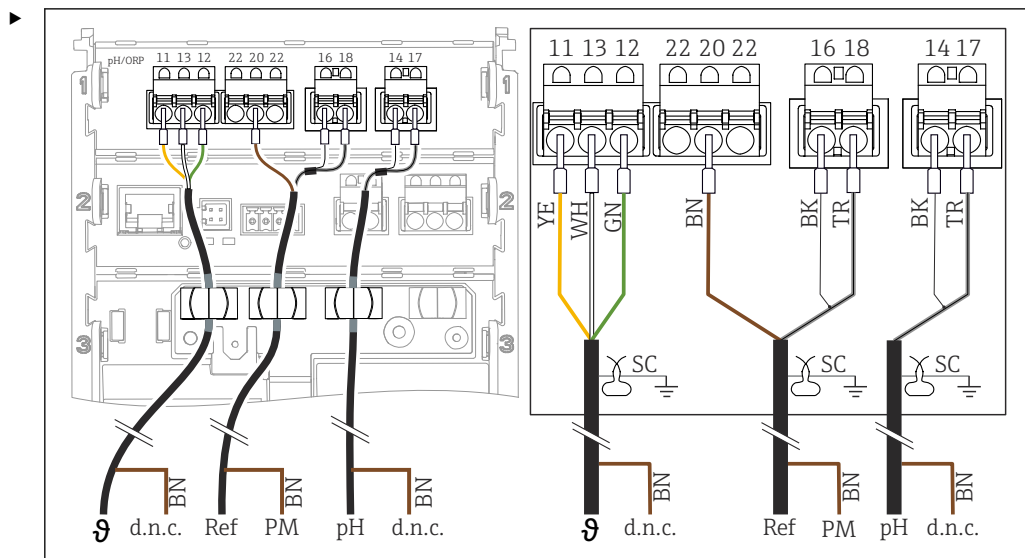 pH/ORP 11 13 12 22 20 22 16 18 14 17
1 1
2 2
3 3
BN BN BN
ϑ d.n.c. Ref PM pH d.n.c.
11 13 12 22 20 22 16 18 14 17
YE WH GN BN BK TR BK TR
SC SC SC
BN BN BN
ϑ d.n.c. Ref PM pH d.n.c.